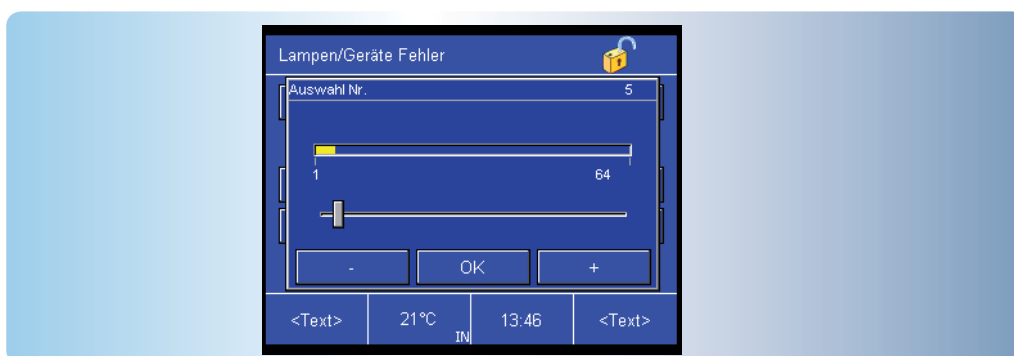 Lampen/Geräte Fehler
Auswahl Nr. 5
1 64
- OK +
<Text> 21°C IN 13:46 <Text>